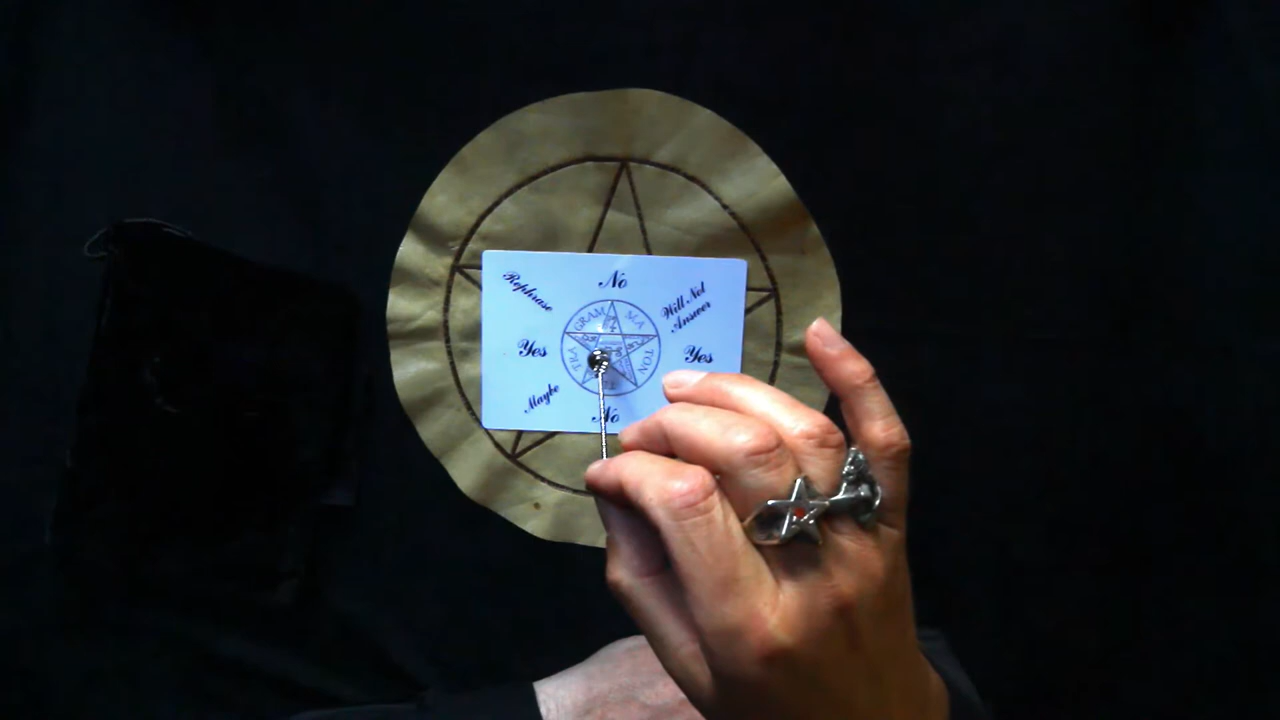 No
Rephrase
Will Not
Answer
GRAM
MA
TON
Yes
Yes
Maybe
No